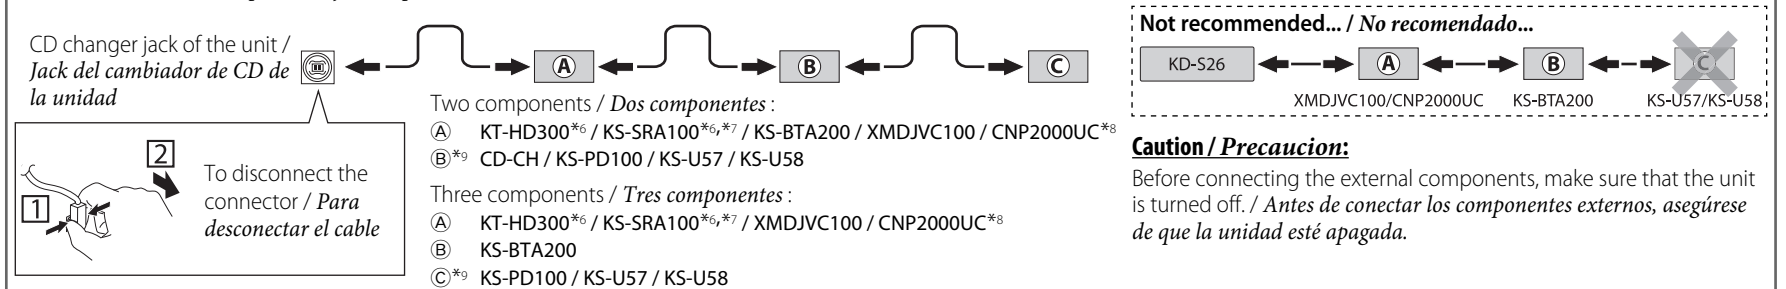 CD changer jack of the unit /
Jack del cambiador de CD de
la unidad
Ⓐ
Ⓑ
Ⓒ
1
2
To disconnect the
connector / Para
desconectar el cable
Two components / Dos componentes :
Ⓐ KT-HD300*6 / KS-SRA100*6,*7 / KS-BTA200 / XMDJVC100 / CNP2000UC*8
Ⓑ*9 CD-CH / KS-PD100 / KS-U57 / KS-U58
Three components / Tres componentes :
Ⓐ KT-HD300*6 / KS-SRA100*6,*7 / XMDJVC100 / CNP2000UC*8
Ⓑ KS-BTA200
Ⓒ*9 KS-PD100 / KS-U57 / KS-U58
Not recommended... / No recomendado...
KD-S26 Ⓐ Ⓑ Ⓒ
XMDJVC100/CNP2000UC KS-BTA200 KS-U57/KS-U58
Caution / Precaucion:
Before connecting the external components, make sure that the unit
is turned off. / Antes de conectar los componentes externos, asegúrese
de que la unidad esté apagada.